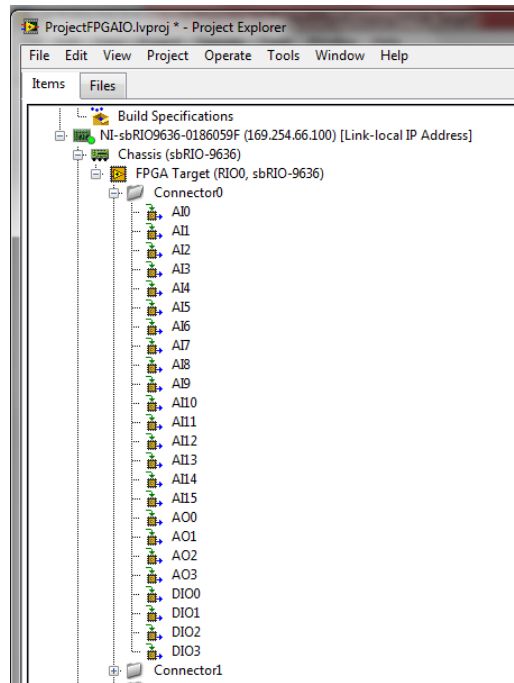 ProjectFPGAIO.lvproj * - Project Explorer
File Edit View Project Operate Tools Window Help
Items Files
Build Specifications
NI-sbRIO9636-0186059F (169.254.66.100) [Link-local IP Address]
Chassis (sbRIO-9636)
FPGA Target (RIO0, sbRIO-9636)
Connector0
AI0
AI1
AI2
AI3
AI4
AI5
AI6
AI7
AI8
AI9
AI10
AI11
AI12
AI13
AI14
AI15
AO0
AO1
AO2
AO3
DIO0
DIO1
DIO2
DIO3
Connector1